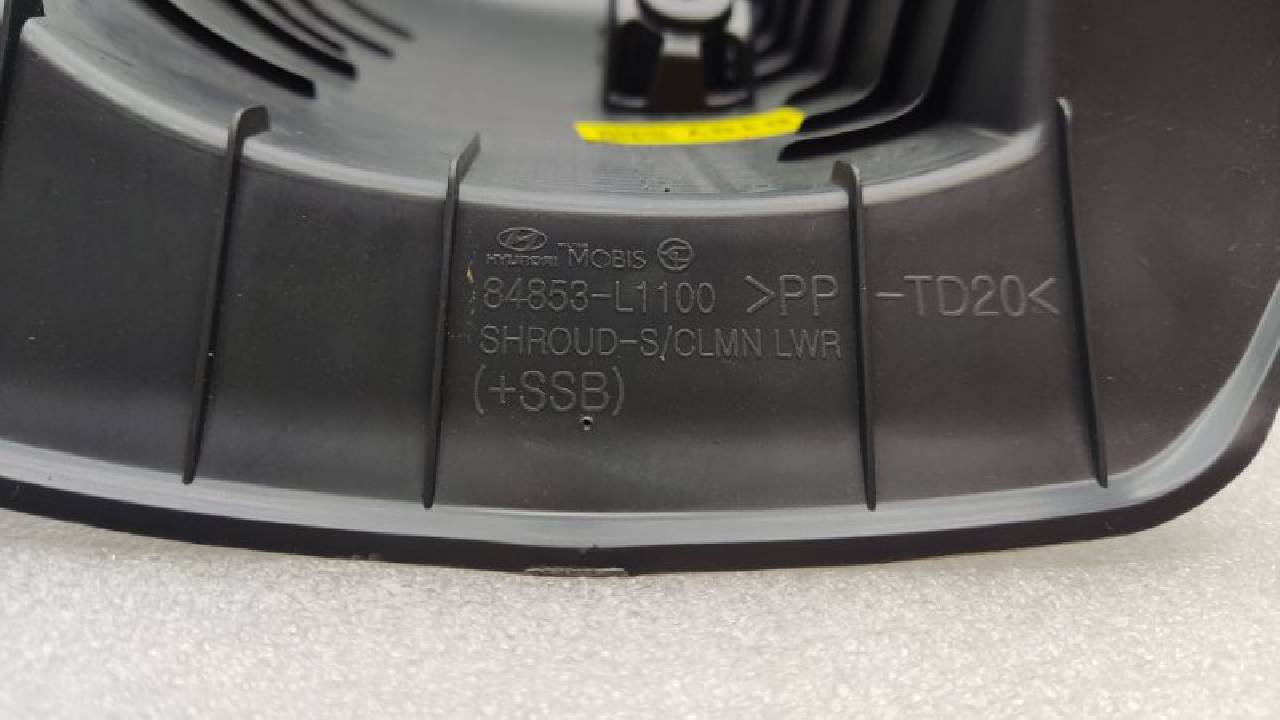 HYUNDAI MOBIS
84853-L1100 >PP -TD20<
SHROUD-S/CLMN LWR
(+SSB)